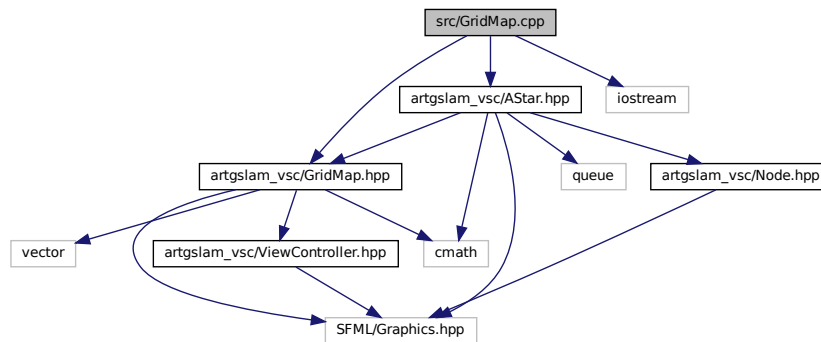 src/GridMap.cpp
artgslam_vsc/AStar.hpp
iostream
artgslam_vsc/GridMap.hpp
queue
artgslam_vsc/Node.hpp
vector
artgslam_vsc/ViewController.hpp
cmath
SFML/Graphics.hpp